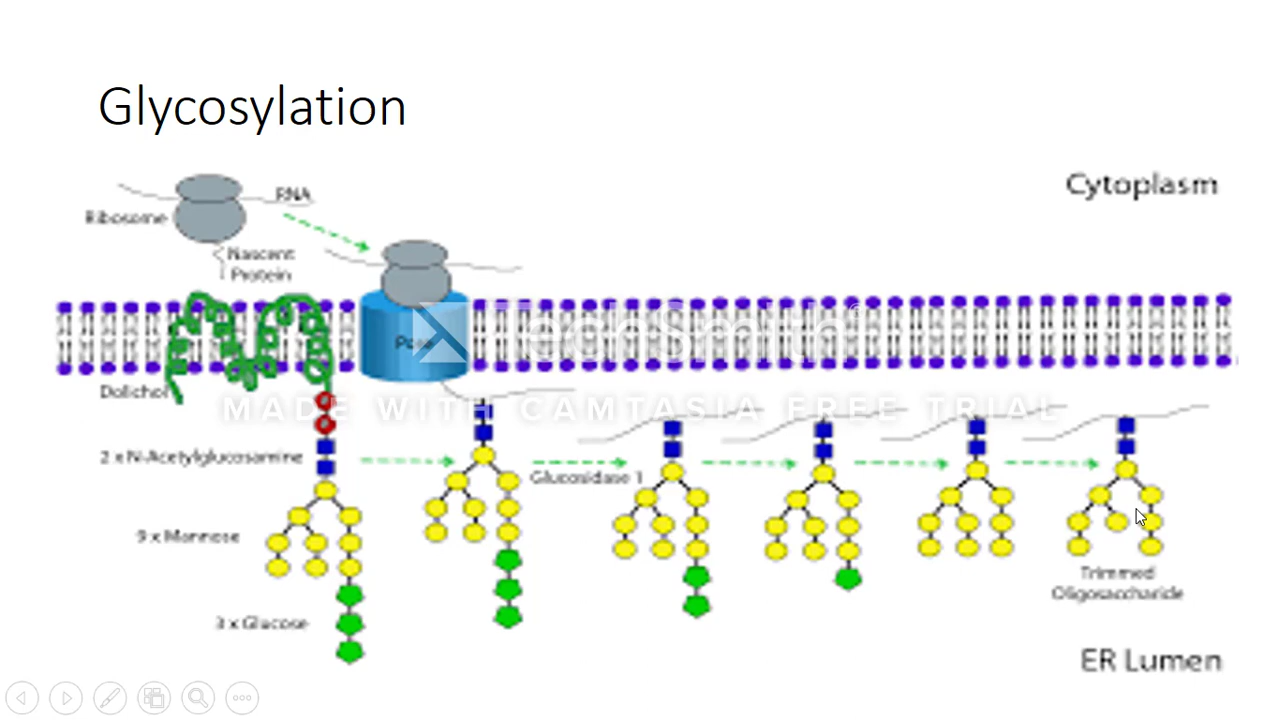 Glycosylation
Cytoplasm
RNA
Ribosome
Nascent
Protein
Pore
TechSmith
Dolichol
MADE WITH CAMTASIA FREE TRIAL
2 x N-Acetylglucosamine
Glucosidase 1
9 x Mannose
Trimmed
Oligosaccharide
3 x Glucose
ER Lumen